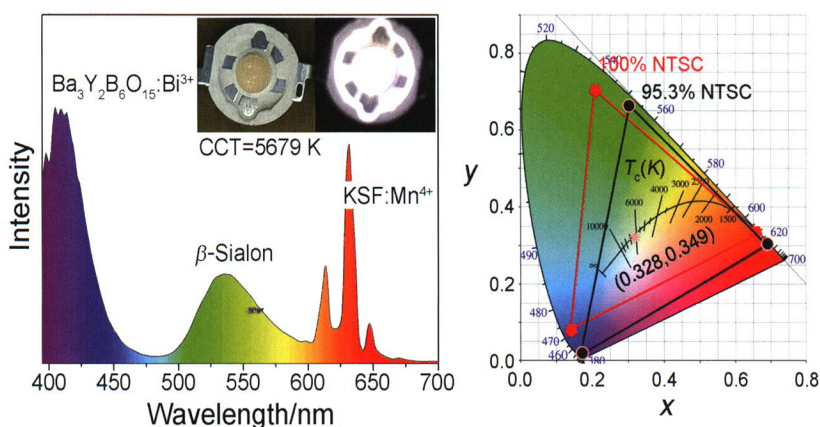 Ba₃Y₂B₆O₁₅:Bi³⁺
CCT=5679 K
KSF:Mn⁴⁺
β-Sialon
Intensity
400 450 500 550 600 650 700
Wavelength/nm
520
540
100% NTSC
95.3% NTSC
560
580
600
620
700
490
480
470
460
380
T_c(K)
10000
6000
4000
3000
2500
2000
1500
∞
(0.328,0.349)
y
0.8
0.6
0.4
0.2
0.0
0.0 0.2 0.4 0.6 0.8
x